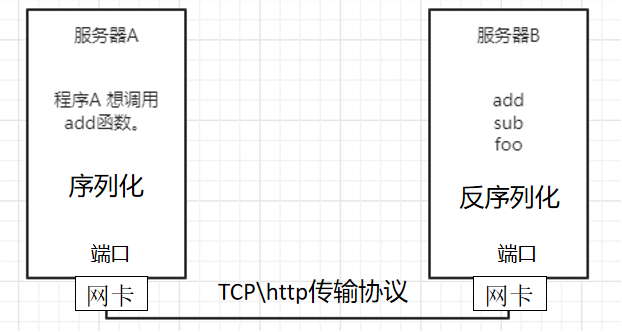 服务器A
程序A 想调用
add函数。
序列化
端口
网卡
TCP\http传输协议
服务器B
add
sub
foo
反序列化
端口
网卡